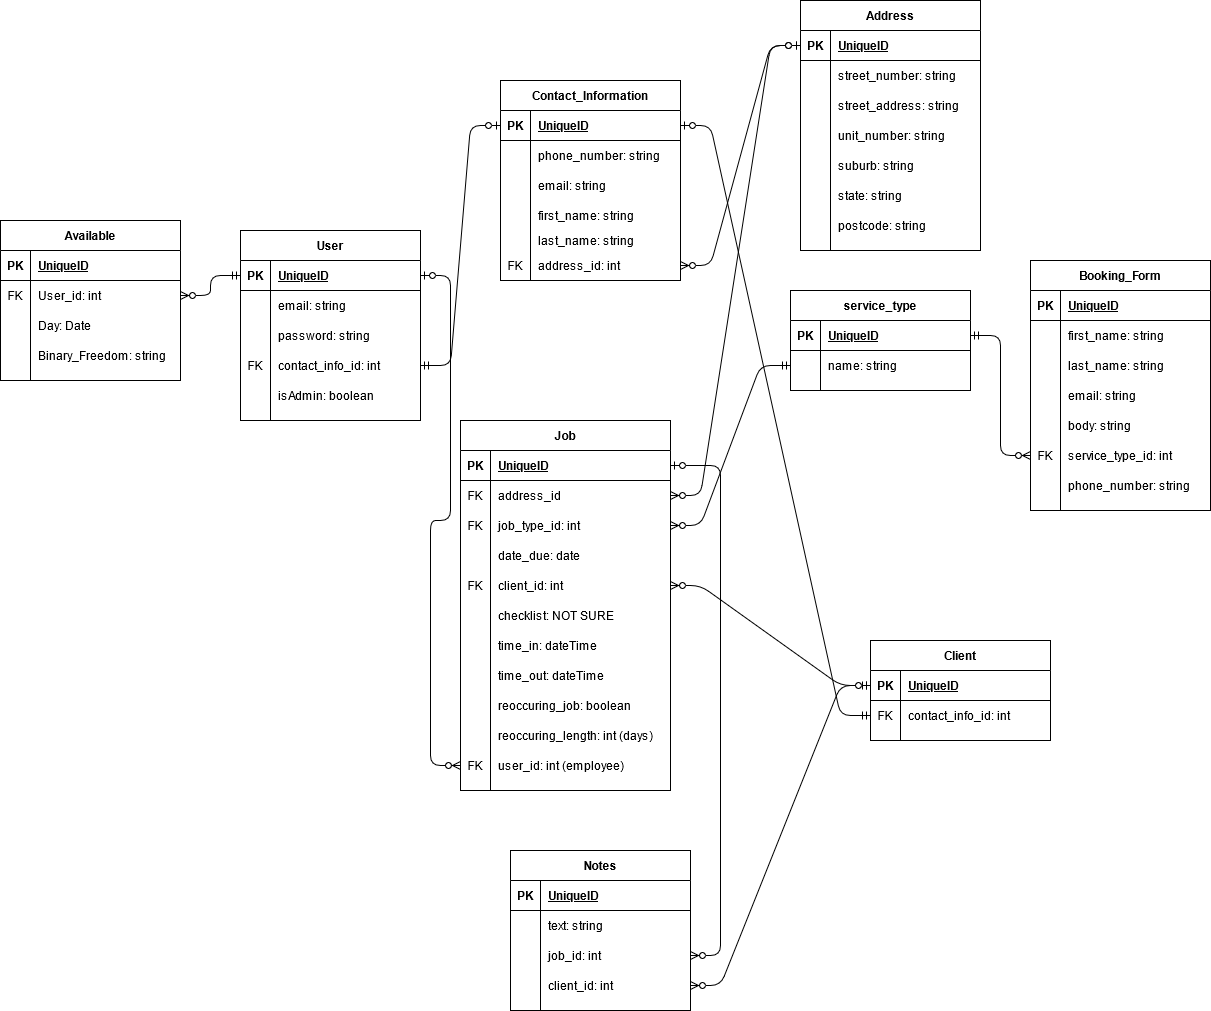 Address
PK UniqueID
street_number: string
street_address: string
unit_number: string
suburb: string
state: string
postcode: string
Contact_Information
PK UniqueID
phone_number: string
email: string
first_name: string
last_name: string
FK address_id: int
Available
PK UniqueID
FK User_id: int
Day: Date
Binary_Freedom: string
User
PK UniqueID
email: string
password: string
FK contact_info_id: int
isAdmin: boolean
service_type
PK UniqueID
name: string
Booking_Form
PK UniqueID
first_name: string
last_name: string
email: string
body: string
FK service_type_id: int
phone_number: string
Job
PK UniqueID
FK address_id
FK job_type_id: int
date_due: date
FK client_id: int
checklist: NOT SURE
time_in: dateTime
time_out: dateTime
reoccuring_job: boolean
reoccuring_length: int (days)
FK user_id: int (employee)
Client
PK UniqueID
FK contact_info_id: int
Notes
PK UniqueID
text: string
job_id: int
client_id: int